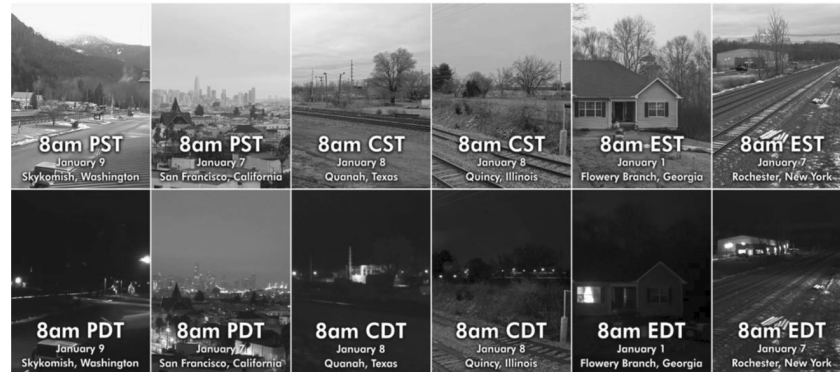 8am PST
January 9
Skykomish, Washington
8am PST
January 7
San Francisco, California
8am CST
January 8
Quanah, Texas
8am CST
January 8
Quincy, Illinois
8am EST
January 1
Flowery Branch, Georgia
8am EST
January 7
Rochester, New York
8am PDT
January 9
Skykomish, Washington
8am PDT
January 7
San Francisco, California
8am CDT
January 8
Quanah, Texas
8am CDT
January 8
Quincy, Illinois
8am EDT
January 1
Flowery Branch, Georgia
8am EDT
January 7
Rochester, New York